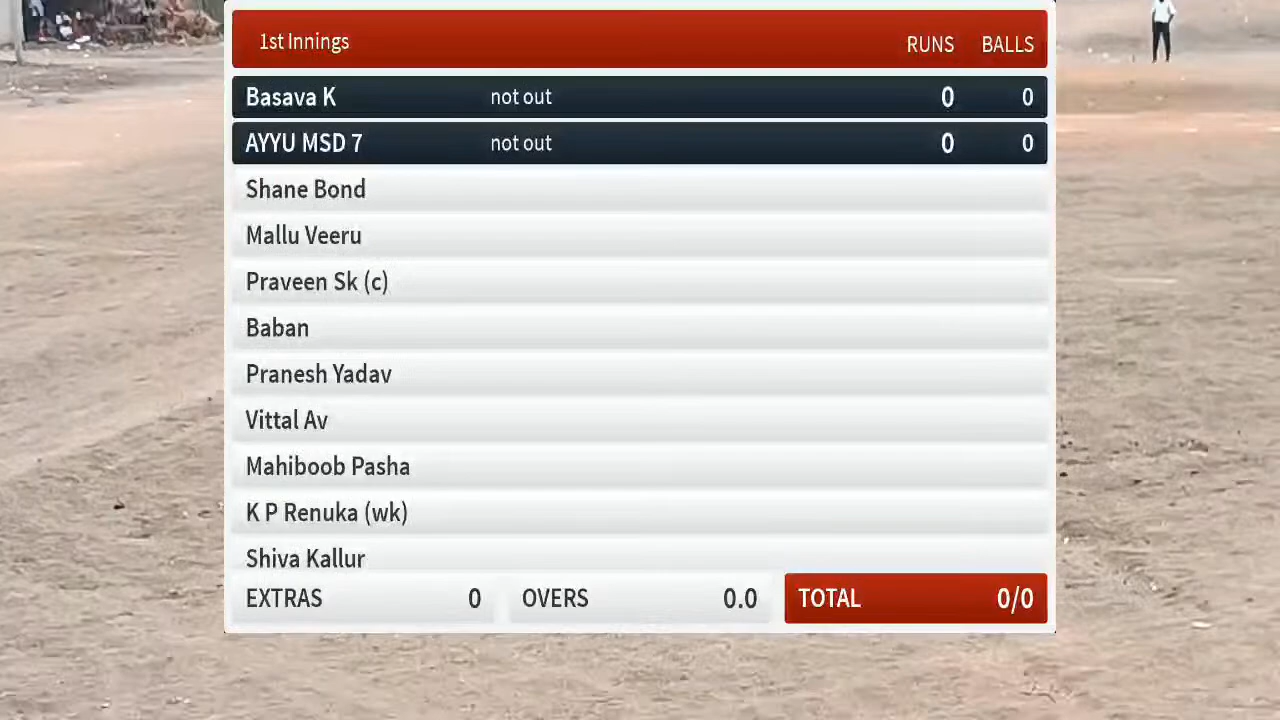 1st Innings RUNS BALLS
Basava K not out 0 0
AYYU MSD 7 not out 0 0
Shane Bond
Mallu Veeru
Praveen Sk (c)
Baban
Pranesh Yadav
Vittal Av
Mahiboob Pasha
K P Renuka (wk)
Shiva Kallur
EXTRAS 0 OVERS 0.0 TOTAL 0/0